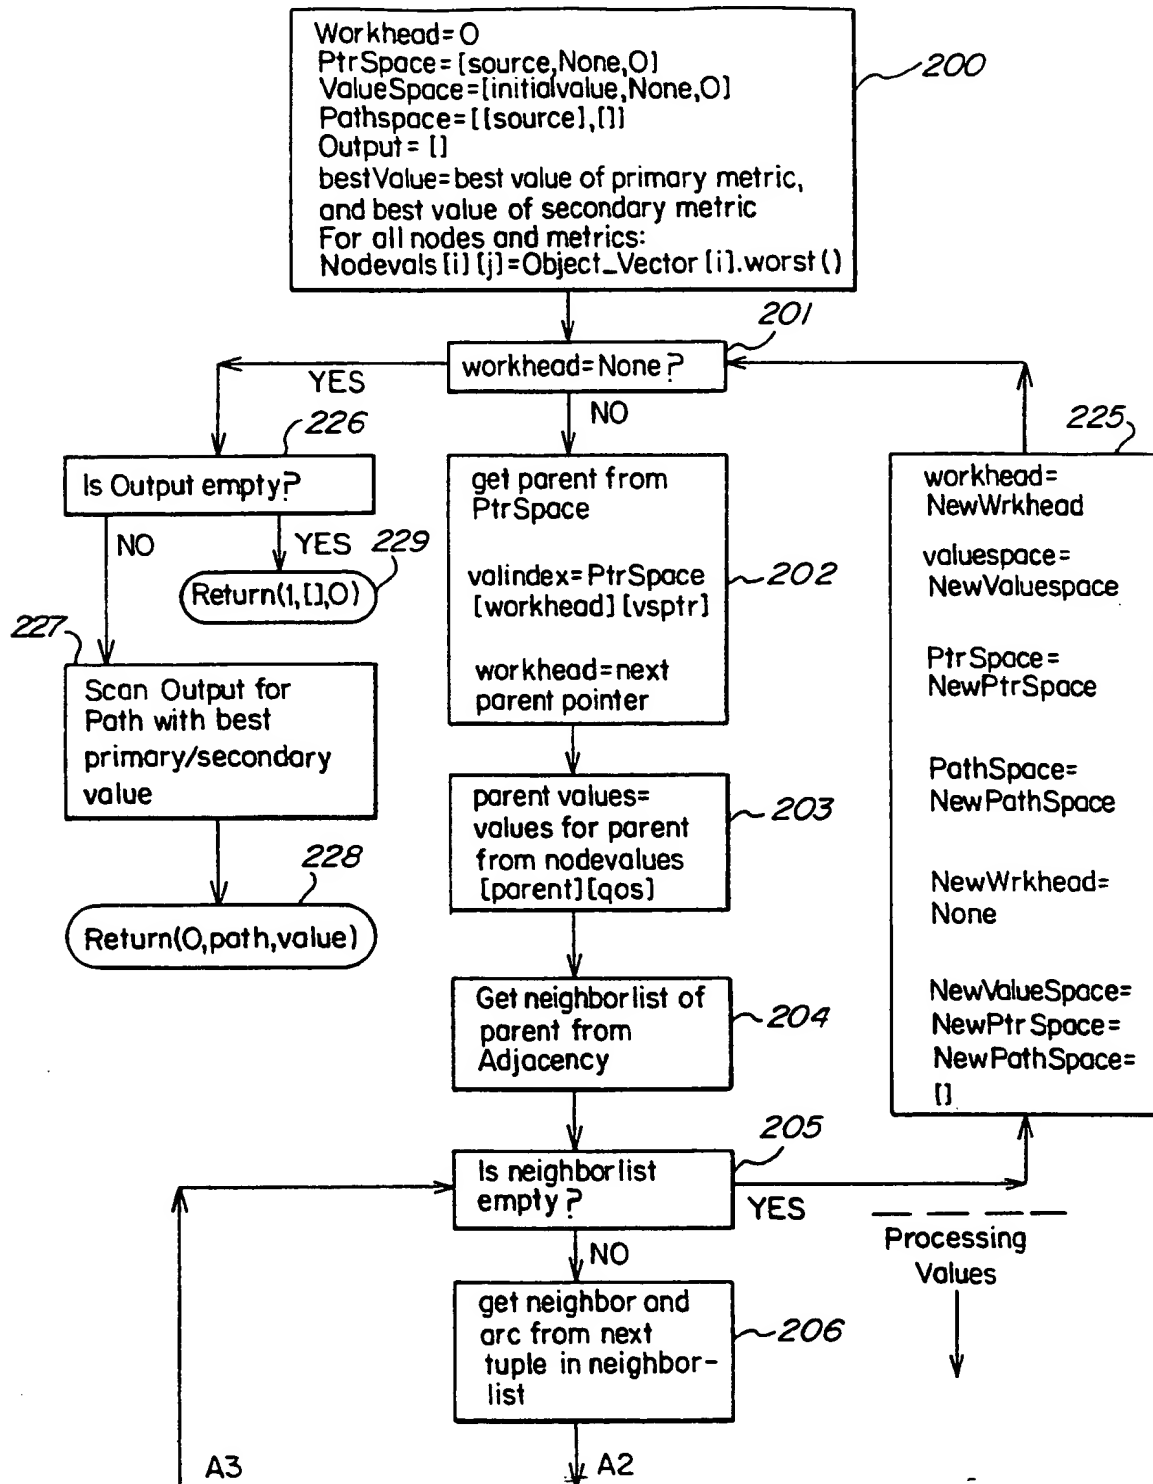 Workhead=0
PtrSpace=[source,None,0]
ValueSpace=[initialvalue,None,0]
Pathspace=[[source],[]]
Output=[]
bestValue=best value of primary metric,
and best value of secondary metric
For all nodes and metrics:
Nodevals[i][j]=Object_Vector[i].worst()
200
201
workhead=None?
YES
NO
226
Is Output empty?
NO
YES
229
Return(1,[],0)
227
Scan Output for
Path with best
primary/secondary
value
228
Return(0,path,value)
get parent from
PtrSpace
valindex=PtrSpace
[workhead][vsptr]
workhead=next
parent pointer
202
parent values=
values for parent
from nodevalues
[parent][qos]
203
Get neighborlist of
parent from
Adjacency
204
205
Is neighborlist
empty?
YES
NO
get neighbor and
arc from next
tuple in neighbor-
list
206
A3
A2
225
workhead=
NewWrkhead
valuespace=
NewValuespace
PtrSpace=
NewPtrSpace
PathSpace=
NewPathSpace
NewWrkhead=
None
NewValueSpace=
NewPtrSpace=
NewPathSpace=
[]
Processing
Values